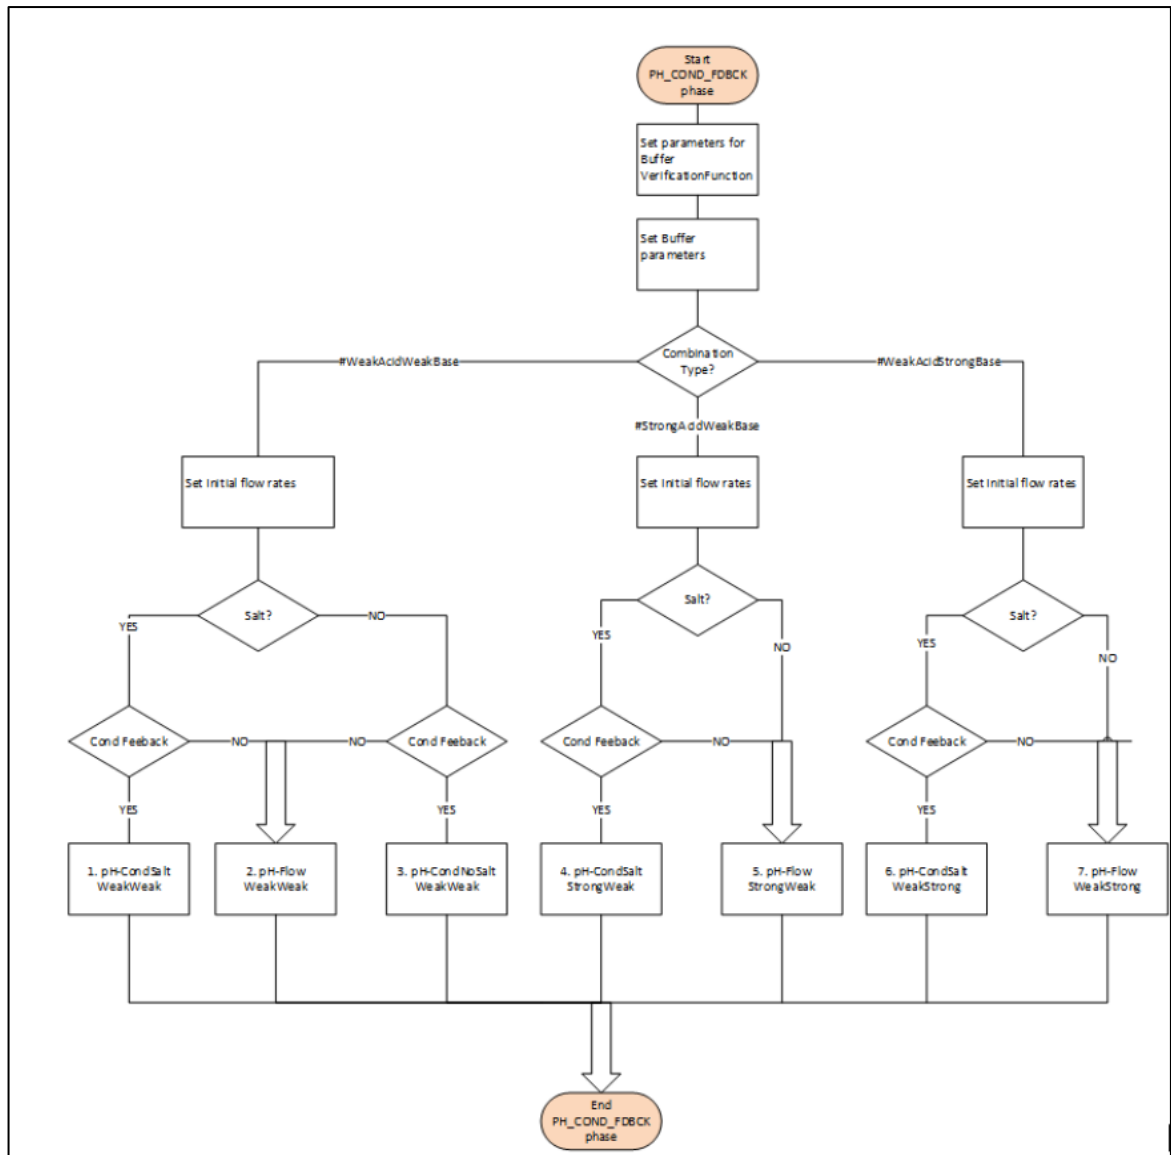 Start
PH_COND_FDBCK
phase
Set parameters for
Buffer
VerificationFunction
Set Buffer
parameters
Combination
Type?
#WeakAcidWeakBase
#WeakAcidStrongBase
#StrongAcidWeakBase
Set Initial flow rates
Set Initial flow rates
Set Initial flow rates
Salt?
Salt?
Salt?
YES
NO
YES
NO
YES
NO
Cond Feeback
NO
NO
Cond Feeback
Cond Feeback
NO
Cond Feeback
NO
YES
YES
YES
YES
1. pH-CondSalt
WeakWeak
2. pH-Flow
WeakWeak
3. pH-CondNoSalt
WeakWeak
4. pH-CondSalt
StrongWeak
5. pH-Flow
StrongWeak
6. pH-CondSalt
WeakStrong
7. pH-Flow
WeakStrong
End
PH_COND_FDBCK
phase